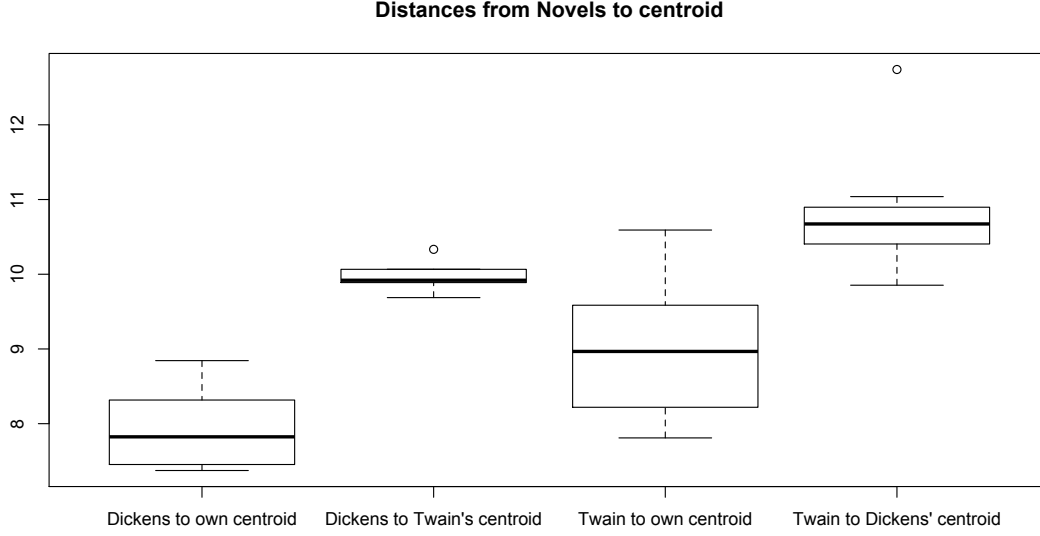 Distances from Novels to centroid
12
11
10
9
8
Dickens to own centroid
Dickens to Twain's centroid
Twain to own centroid
Twain to Dickens' centroid